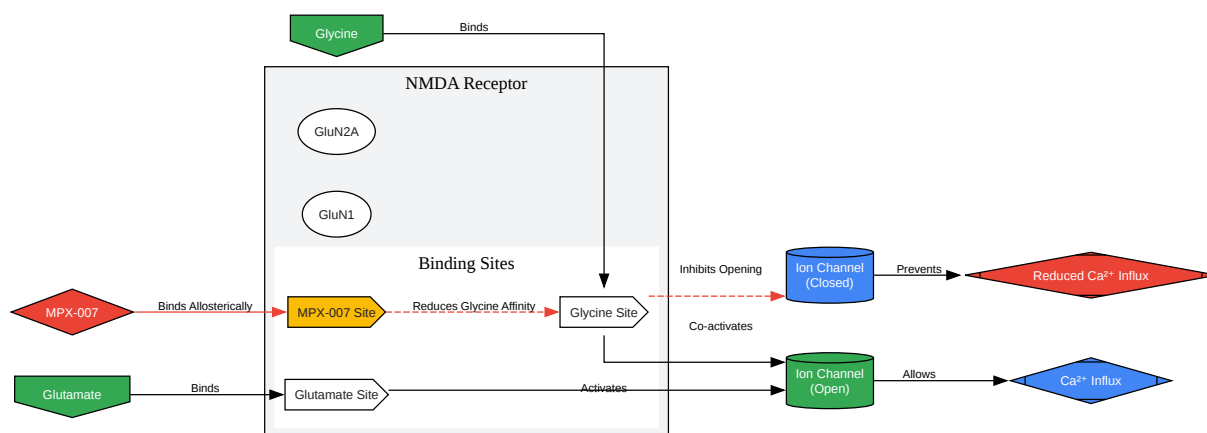 Glycine
Binds
NMDA Receptor
GluN2A
GluN1
Binding Sites
Inhibits Opening
Ion Channel
(Closed)
Prevents
Reduced Ca²⁺ Influx
MPX-007
Binds Allosterically
MPX-007 Site
Reduces Glycine Affinity
Glycine Site
Co-activates
Glutamate
Binds
Glutamate Site
Activates
Ion Channel
(Open)
Allows
Ca²⁺ Influx